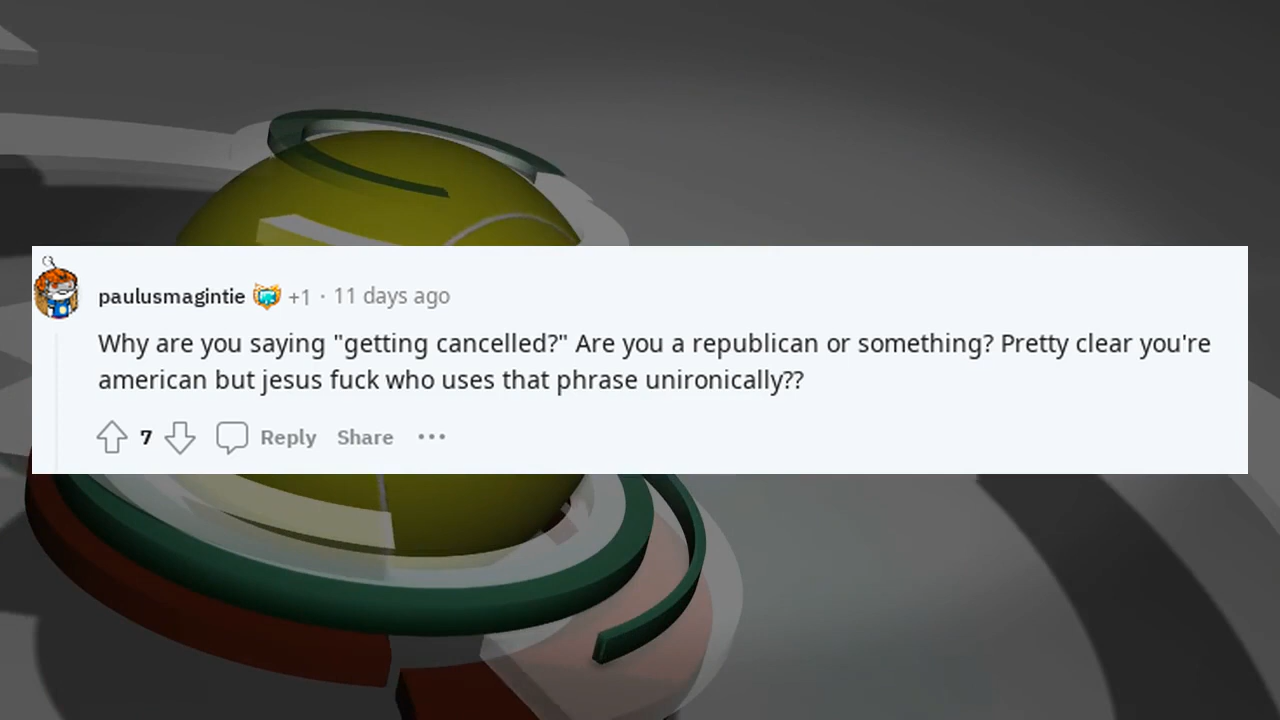 paulusmagintie +1 · 11 days ago
Why are you saying "getting cancelled?" Are you a republican or something? Pretty clear you're
american but jesus fuck who uses that phrase unironically??
7 Reply Share •••